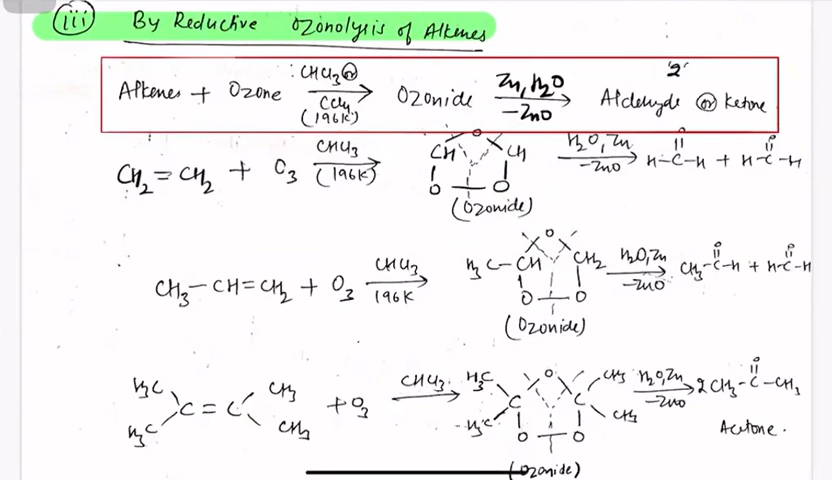 (iii) By Reductive Ozonolysis of Alkenes
Alkenes + Ozone CHCl3 or CCl4 (196K) → Ozonide Zn, H2O -ZnO → '2' Aldehyde or Ketone
CH2=CH2 + O3 CHCl3 (196K) → CH O CH O O (Ozonide) H2O, Zn -ZnO → H-C-H O + H-C-H O
CH3-CH=CH2 + O3 CHCl3 196K → H3C-CH O CH2 O O (Ozonide) H2O, Zn -ZnO → CH3-C-H O + H-C-H O
H3C H3C C=C CH3 CH3 + O3 CHCl3 → H3C H3C C O C CH3 CH3 O O (Ozonide) H2O, Zn -ZnO → 2CH3-C-CH3 O
Acetone.